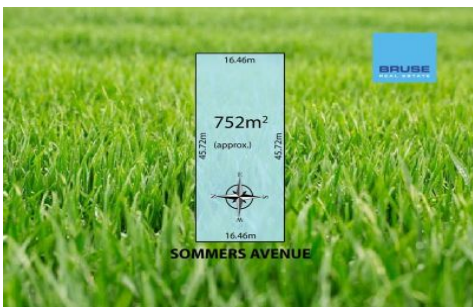 16.46m
BRUSE
REAL ESTATE
752m²
(approx.)
45.72m
45.72m
16.46m
SOMMERS AVENUE